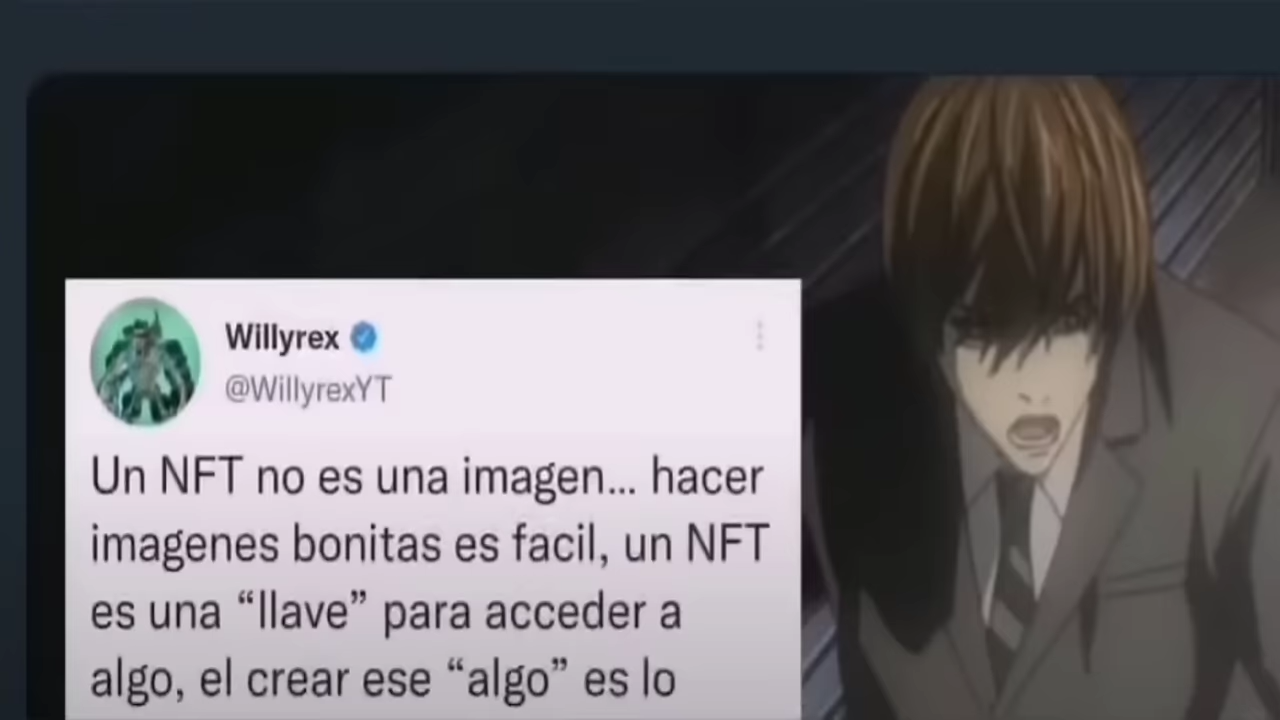 Willyrex
@WillyrexYT
Un NFT no es una imagen... hacer
imagenes bonitas es facil, un NFT
es una “llave” para acceder a
algo, el crear ese “algo” es lo